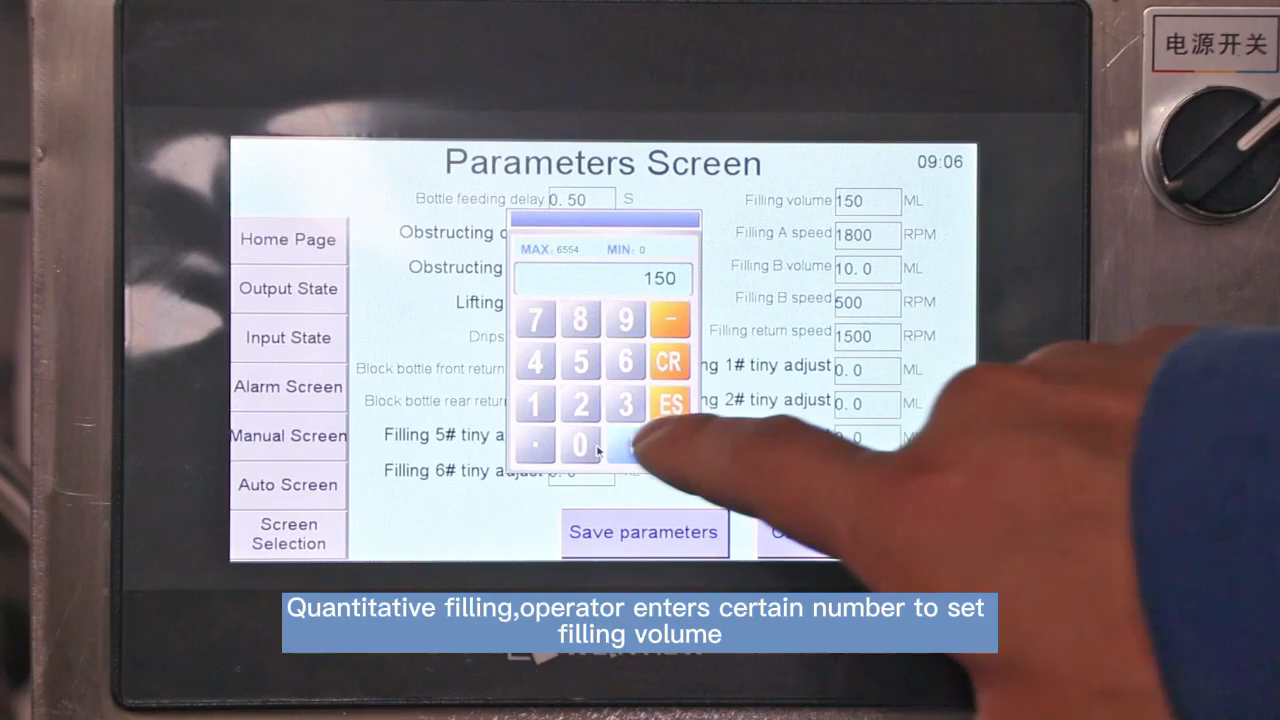 电源开关
Parameters Screen
09:06
Bottle feeding delay 0. 50 S
Filling volume 150 ML
Obstructing
Filling A speed 1800 RPM
Obstructing
Filling B volume 10. 0 ML
Lifting
Filling B speed 500 RPM
Drips
Filling return speed 1500 RPM
Block bottle front return
1# tiny adjust 0. 0 ML
Block bottle rear
2# tiny adjust 0. 0 ML
Filling 5# tiny
Filling 6# tiny adjust
Home Page
Output State
Input State
Alarm Screen
Manual Screen
Auto Screen
Screen
Selection
MAX: 6554 MIN: 0
150
7 8 9 -
4 5 6 CR
1 2 3 ES
. 0
Save parameters
Quantitative filling,operator enters certain number to set
filling volume